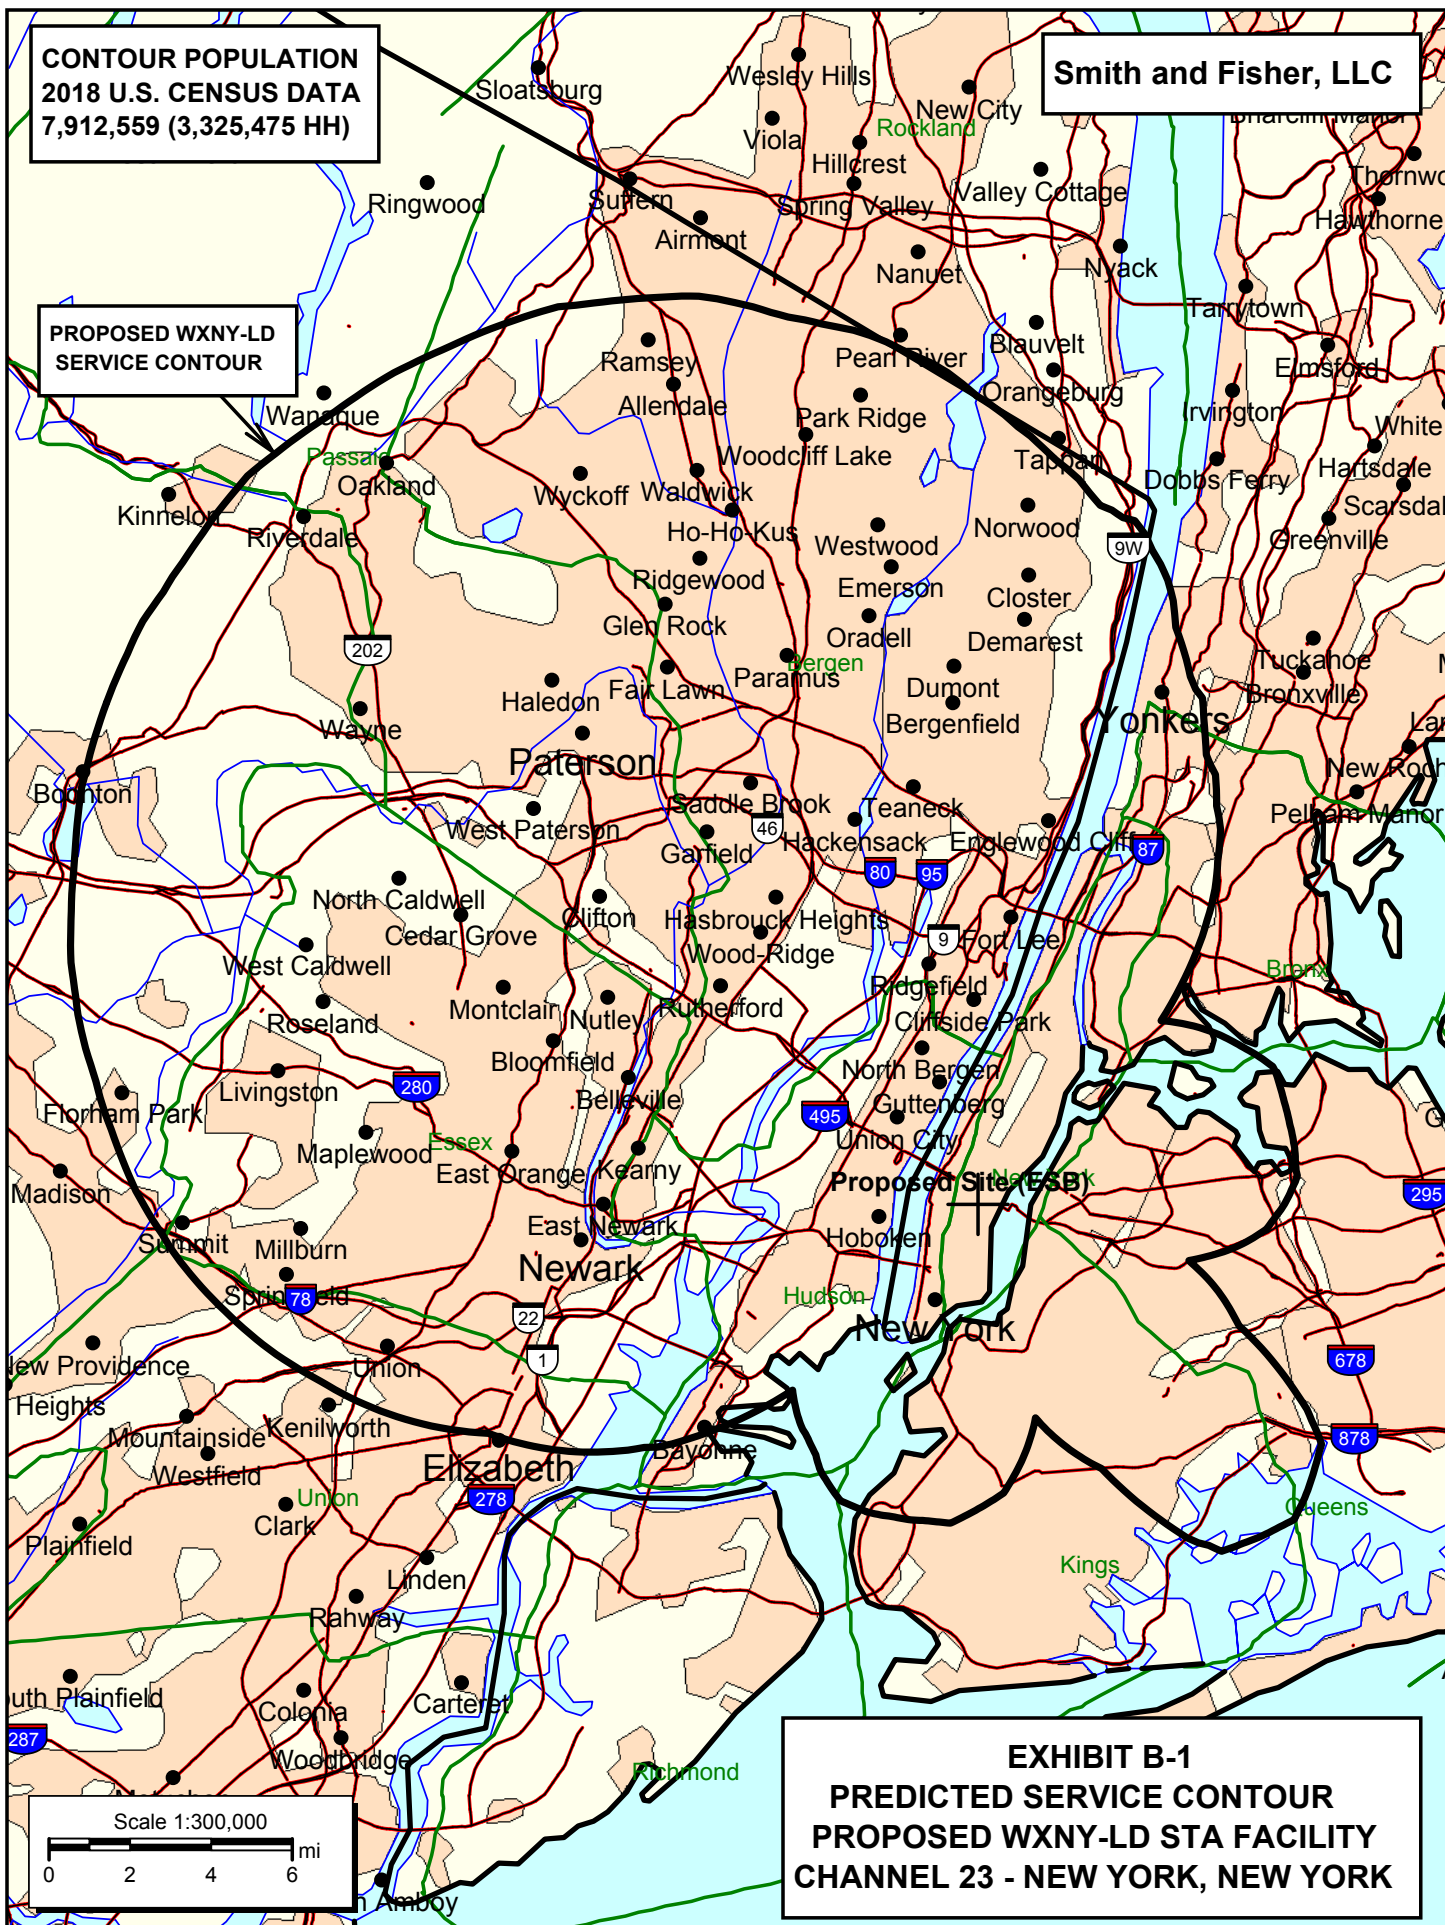 CONTOUR POPULATION
2018 U.S. CENSUS DATA
7,912,559 (3,325,475 HH)
Smith and Fisher, LLC
PROPOSED WXNY-LD
SERVICE CONTOUR
Sloatsburg
Wesley Hills
New City
Viola
Rockland
Hillcrest
Thornwo
Ringwood
Suffern
Spring Valley
Valley Cottage
Hawthorne
Airmont
Nanuet
Nyack
Tarrytown
Ramsey
Pearl River
Blauvelt
Elmsford
Allendale
Orangeburg
Wanaque
Park Ridge
Irvington
White
Passaic
Woodcliff Lake
Tappan
Hartsdale
Oakland
Wyckoff
Waldwick
Dobbs Ferry
Scarsdal
Kinnelon
Riverdale
Ho-Ho-Kus
Westwood
Norwood
Greenville
9W
Ridgewood
Emerson
Closter
Glen Rock
Oradell
Demarest
202
Bergen
Tuckahoe
Haledon
Fair Lawn
Paramus
Dumont
Bronxville
Wayne
Bergenfield
Yonkers
Paterson
New Roch
Boonton
Saddle Brook
Teaneck
Pelham Manor
West Paterson
46
Garfield
Hackensack
Englewood Cliff
87
80
95
North Caldwell
Clifton
Hasbrouck Heights
Cedar Grove
9
Fort Lee
Wood-Ridge
West Caldwell
Bronx
Ridgefield
Montclair
Nutley
Rutherford
Roseland
Cliffside Park
Bloomfield
North Bergen
Livingston
280
Belleville
Guttenberg
Florham Park
495
Union City
Maplewood
Essex
East Orange
Kearny
Madison
Proposed Site (ESB)
295
East Newark
Hoboken
Summit
Millburn
Newark
Springfield
78
Hudson
22
New York
1
Union
678
New Providence
Heights
Kenilworth
Mountainside
Bayonne
878
Westfield
Elizabeth
278
Union
Clark
Queens
Plainfield
Kings
Linden
Rahway
outh Plainfield
Colonia
Carteret
287
Woodbridge
Richmond
Scale 1:300,000
mi
0 2 4 6
n Amboy
EXHIBIT B-1
PREDICTED SERVICE CONTOUR
PROPOSED WXNY-LD STA FACILITY
CHANNEL 23 - NEW YORK, NEW YORK